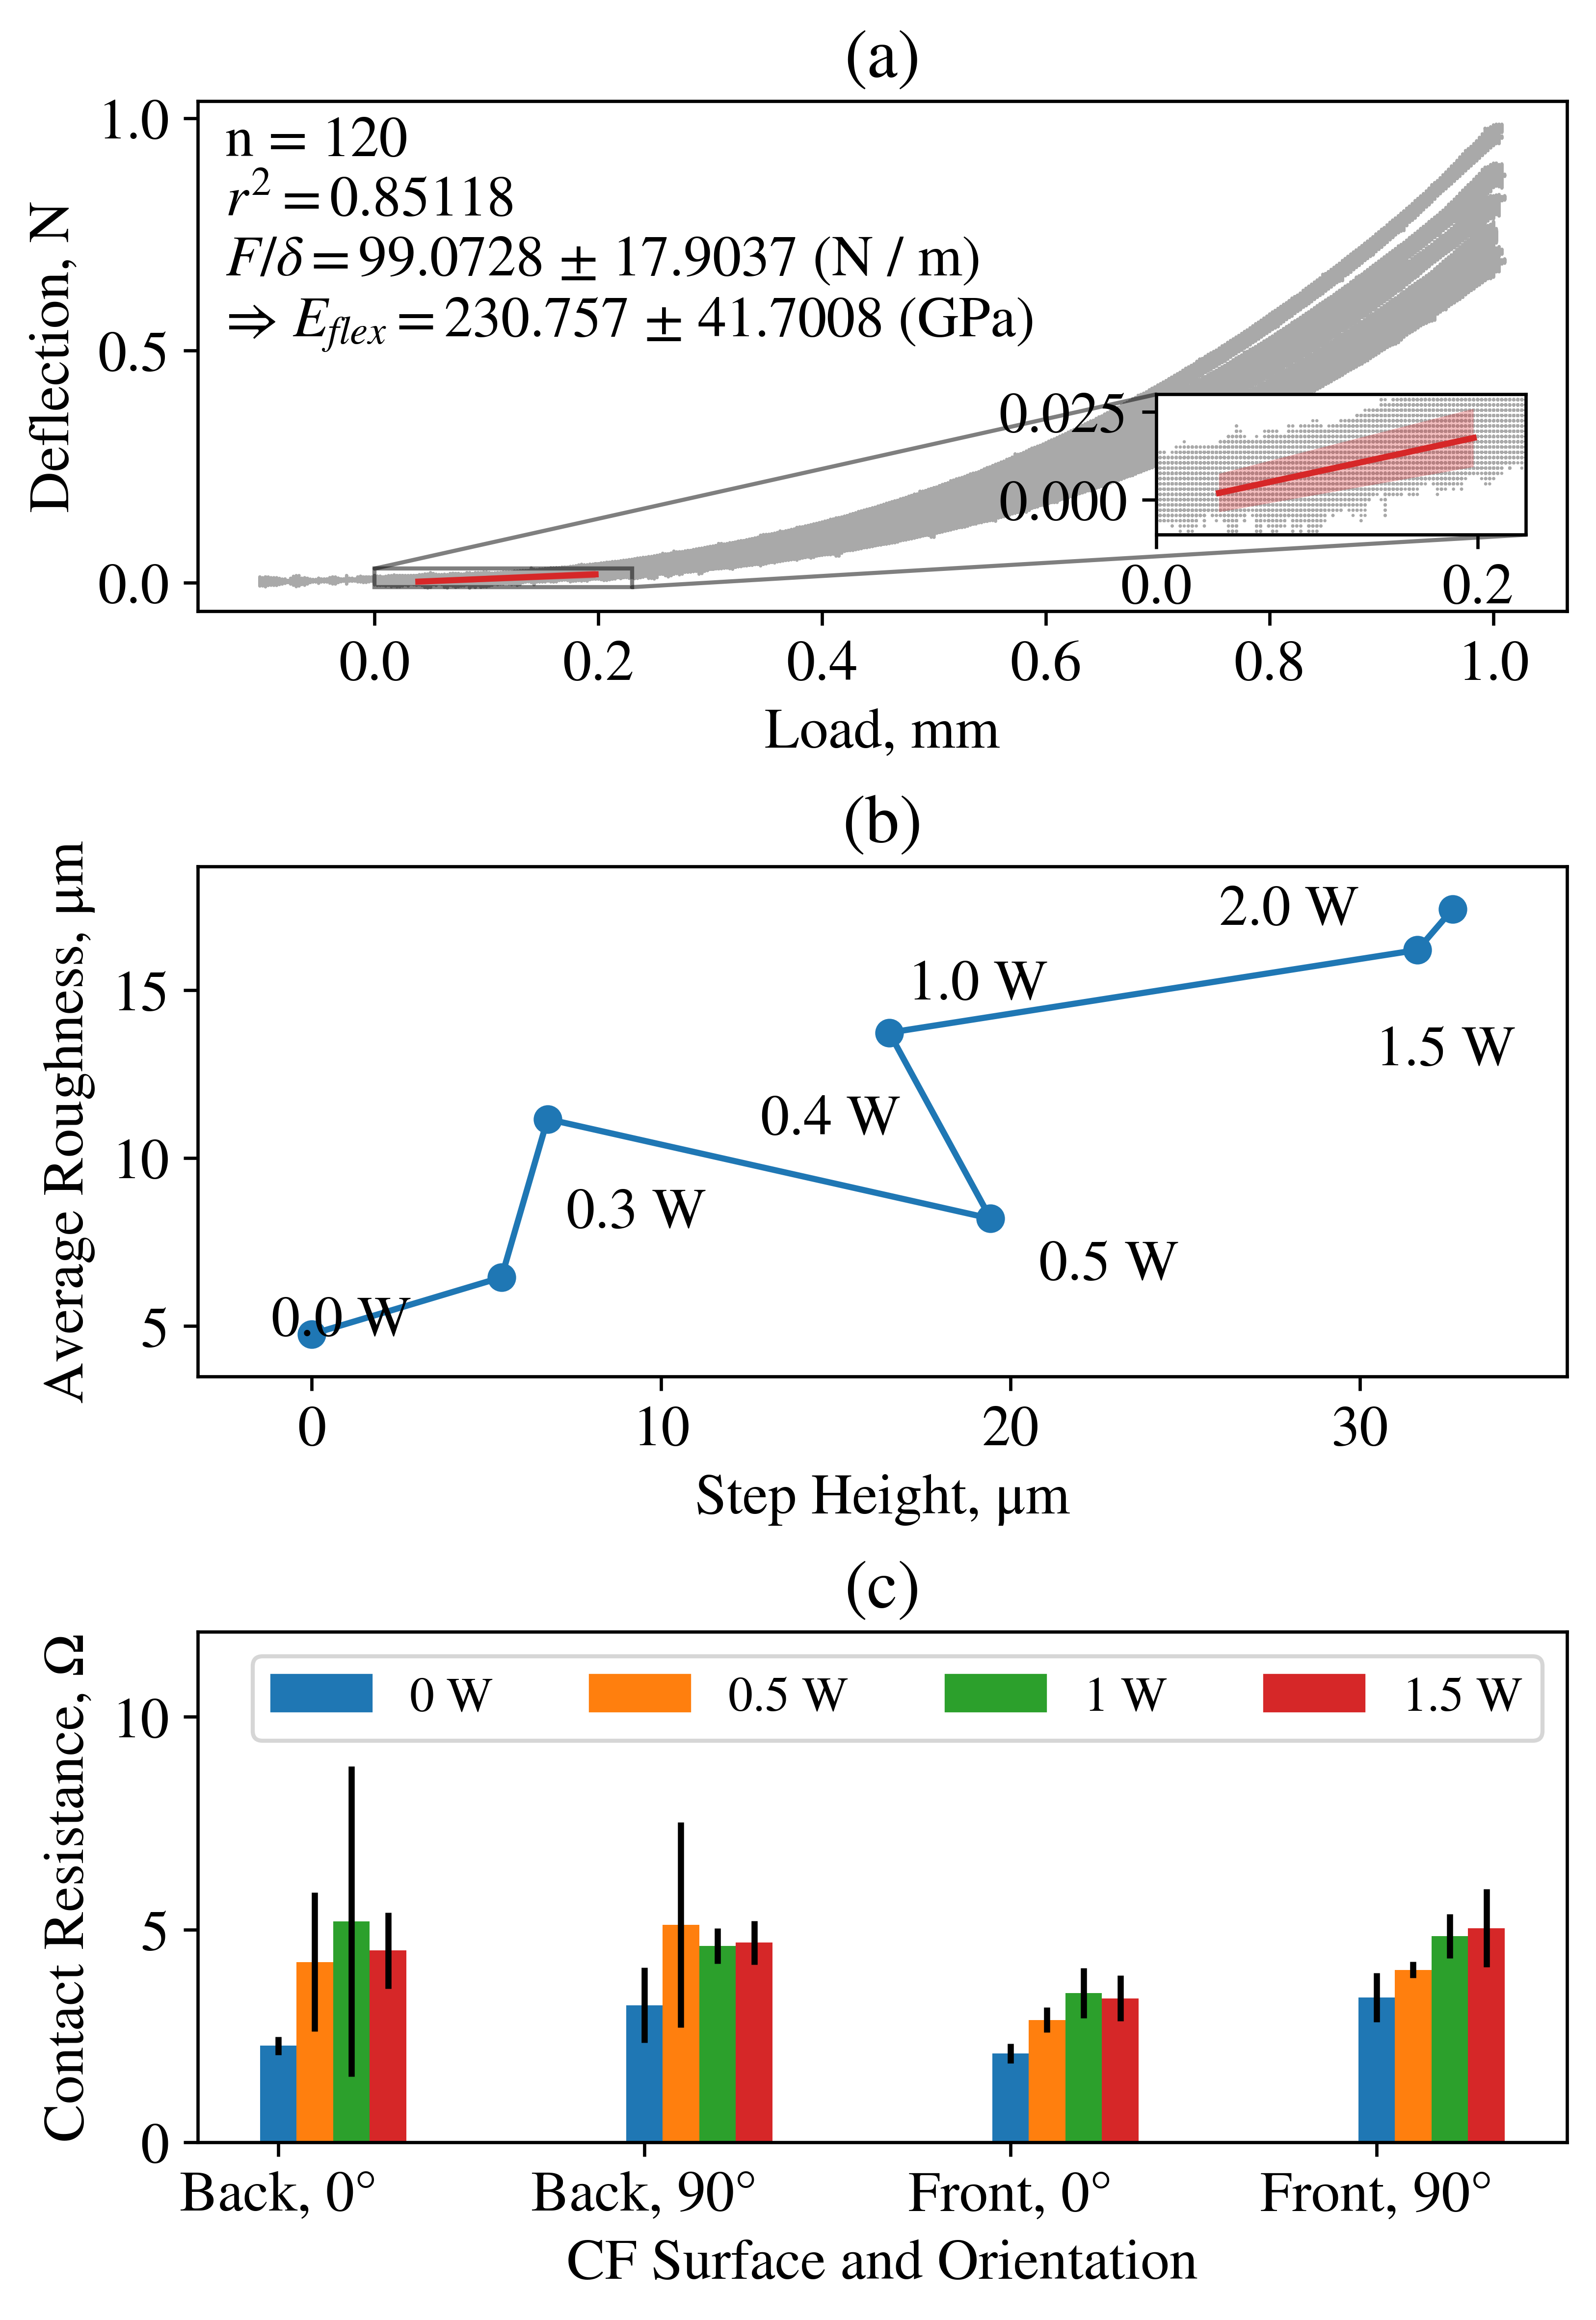 (a)
1.0
0.5
0.0
Deflection, N
n = 120
r² = 0.85118
F/δ = 99.0728 ± 17.9037 (N / m)
⇒ E_flex = 230.757 ± 41.7008 (GPa)
0.025
0.000
0.0 0.2
0.0 0.2 0.4 0.6 0.8 1.0
Load, mm
(b)
Average Roughness, μm
15
10
5
2.0 W
1.0 W
1.5 W
0.4 W
0.3 W
0.5 W
0.0 W
0 10 20 30
Step Height, μm
(c)
Contact Resistance, Ω
10
5
0
0 W 0.5 W 1 W 1.5 W
Back, 0° Back, 90° Front, 0° Front, 90°
CF Surface and Orientation